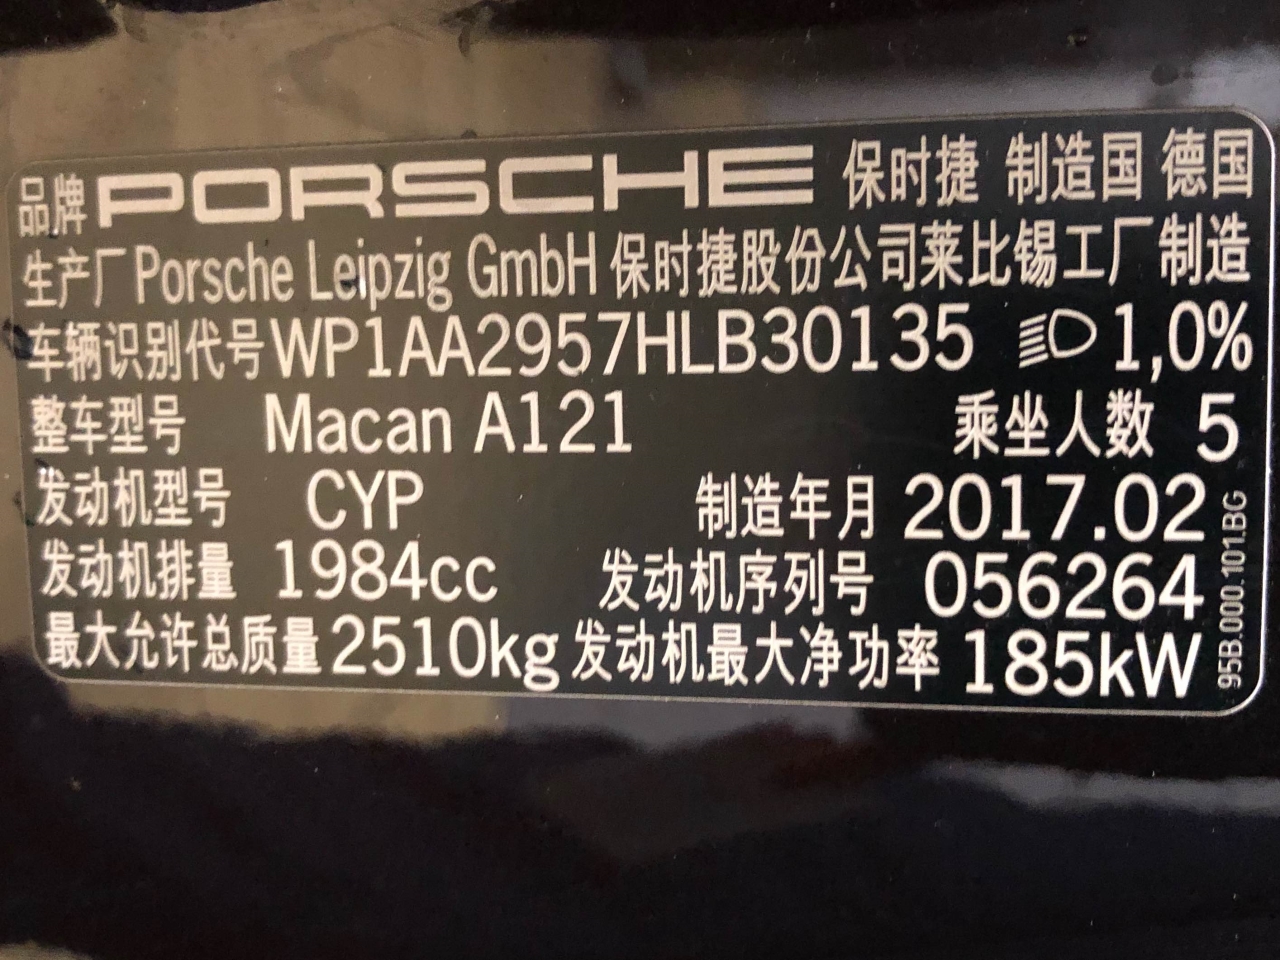 品牌 PORSCHE 保时捷 制造国 德国
生产厂 Porsche Leipzig GmbH 保时捷股份公司莱比锡工厂制造
车辆识别代号 WP1AA2957HLB30135 1,0%
整车型号 Macan A121 乘坐人数 5
发动机型号 CYP 制造年月 2017.02
发动机排量 1984cc 发动机序列号 056264
最大允许总质量 2510kg 发动机最大净功率 185kW
95B.000.101.BG